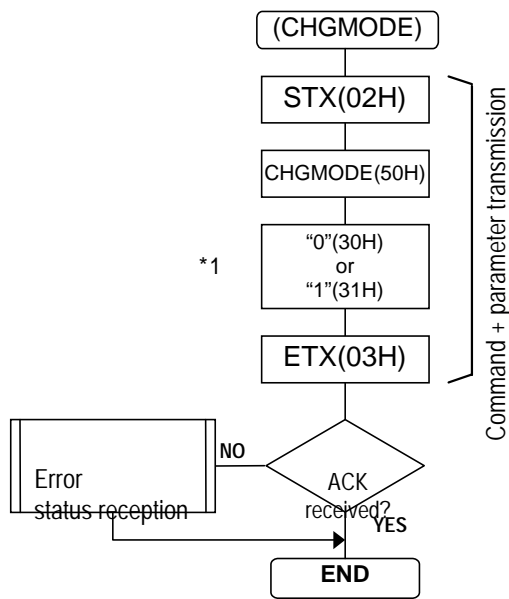 (CHGMODE)
STX(02H)
CHGMODE(50H)
*1
“0”(30H)
or
“1”(31H)
ETX(03H)
Command + parameter transmission
NO
Error
status reception
ACK
received?
YES
END